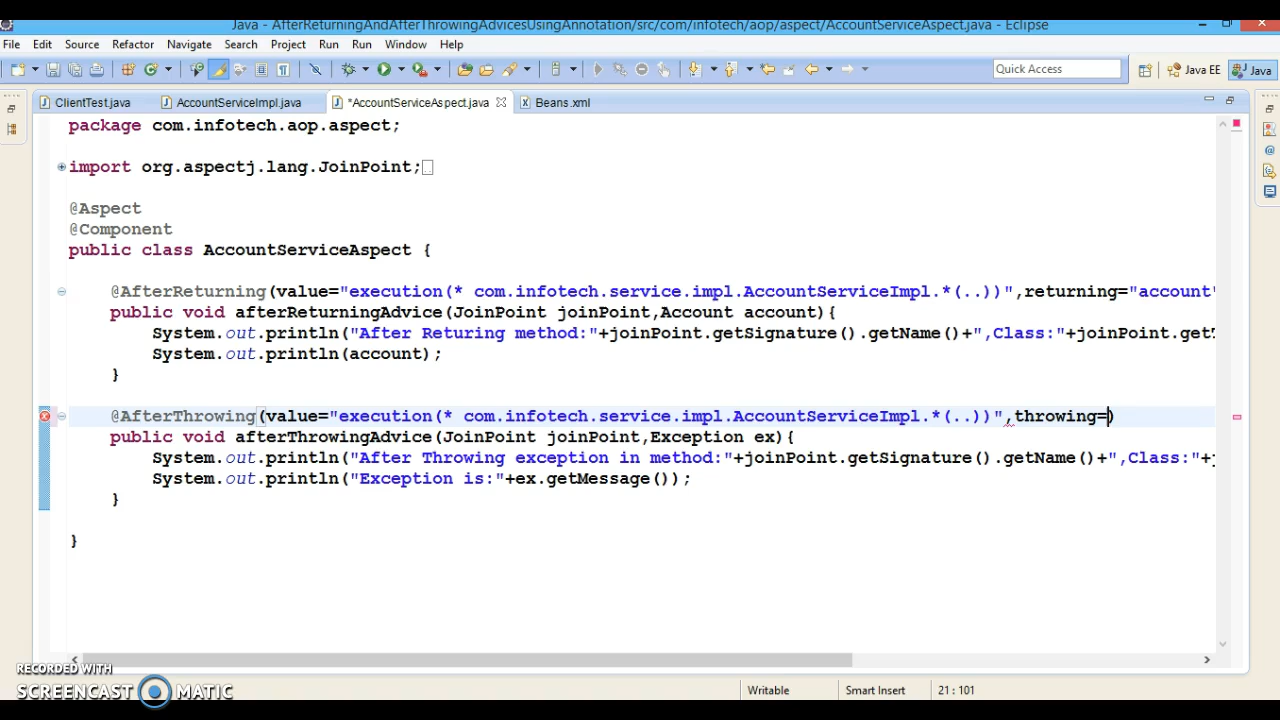 Java - AfterReturningAndAfterThrowingAdvicesUsingAnnotation/src/com/infotech/aop/aspect/AccountServiceAspect.java - Eclipse
File Edit Source Refactor Navigate Search Project Run Run Window Help
Quick Access Java EE Java
ClientTest.java AccountServiceImpl.java *AccountServiceAspect.java Beans.xml
package com.infotech.aop.aspect;
import org.aspectj.lang.JoinPoint;
@Aspect
@Component
public class AccountServiceAspect {
@AfterReturning(value="execution(* com.infotech.service.impl.AccountServiceImpl.*(..))",returning="account"
public void afterReturningAdvice(JoinPoint joinPoint,Account account){
System.out.println("After Returing method:"+joinPoint.getSignature().getName()+",Class:"+joinPoint.getT
System.out.println(account);
}
@AfterThrowing(value="execution(* com.infotech.service.impl.AccountServiceImpl.*(..))",throwing=)
public void afterThrowingAdvice(JoinPoint joinPoint,Exception ex){
System.out.println("After Throwing exception in method:"+joinPoint.getSignature().getName()+",Class:"+j
System.out.println("Exception is:"+ex.getMessage());
}
}
RECORDED WITH
SCREENCAST MATIC
Writable Smart Insert 21 : 101